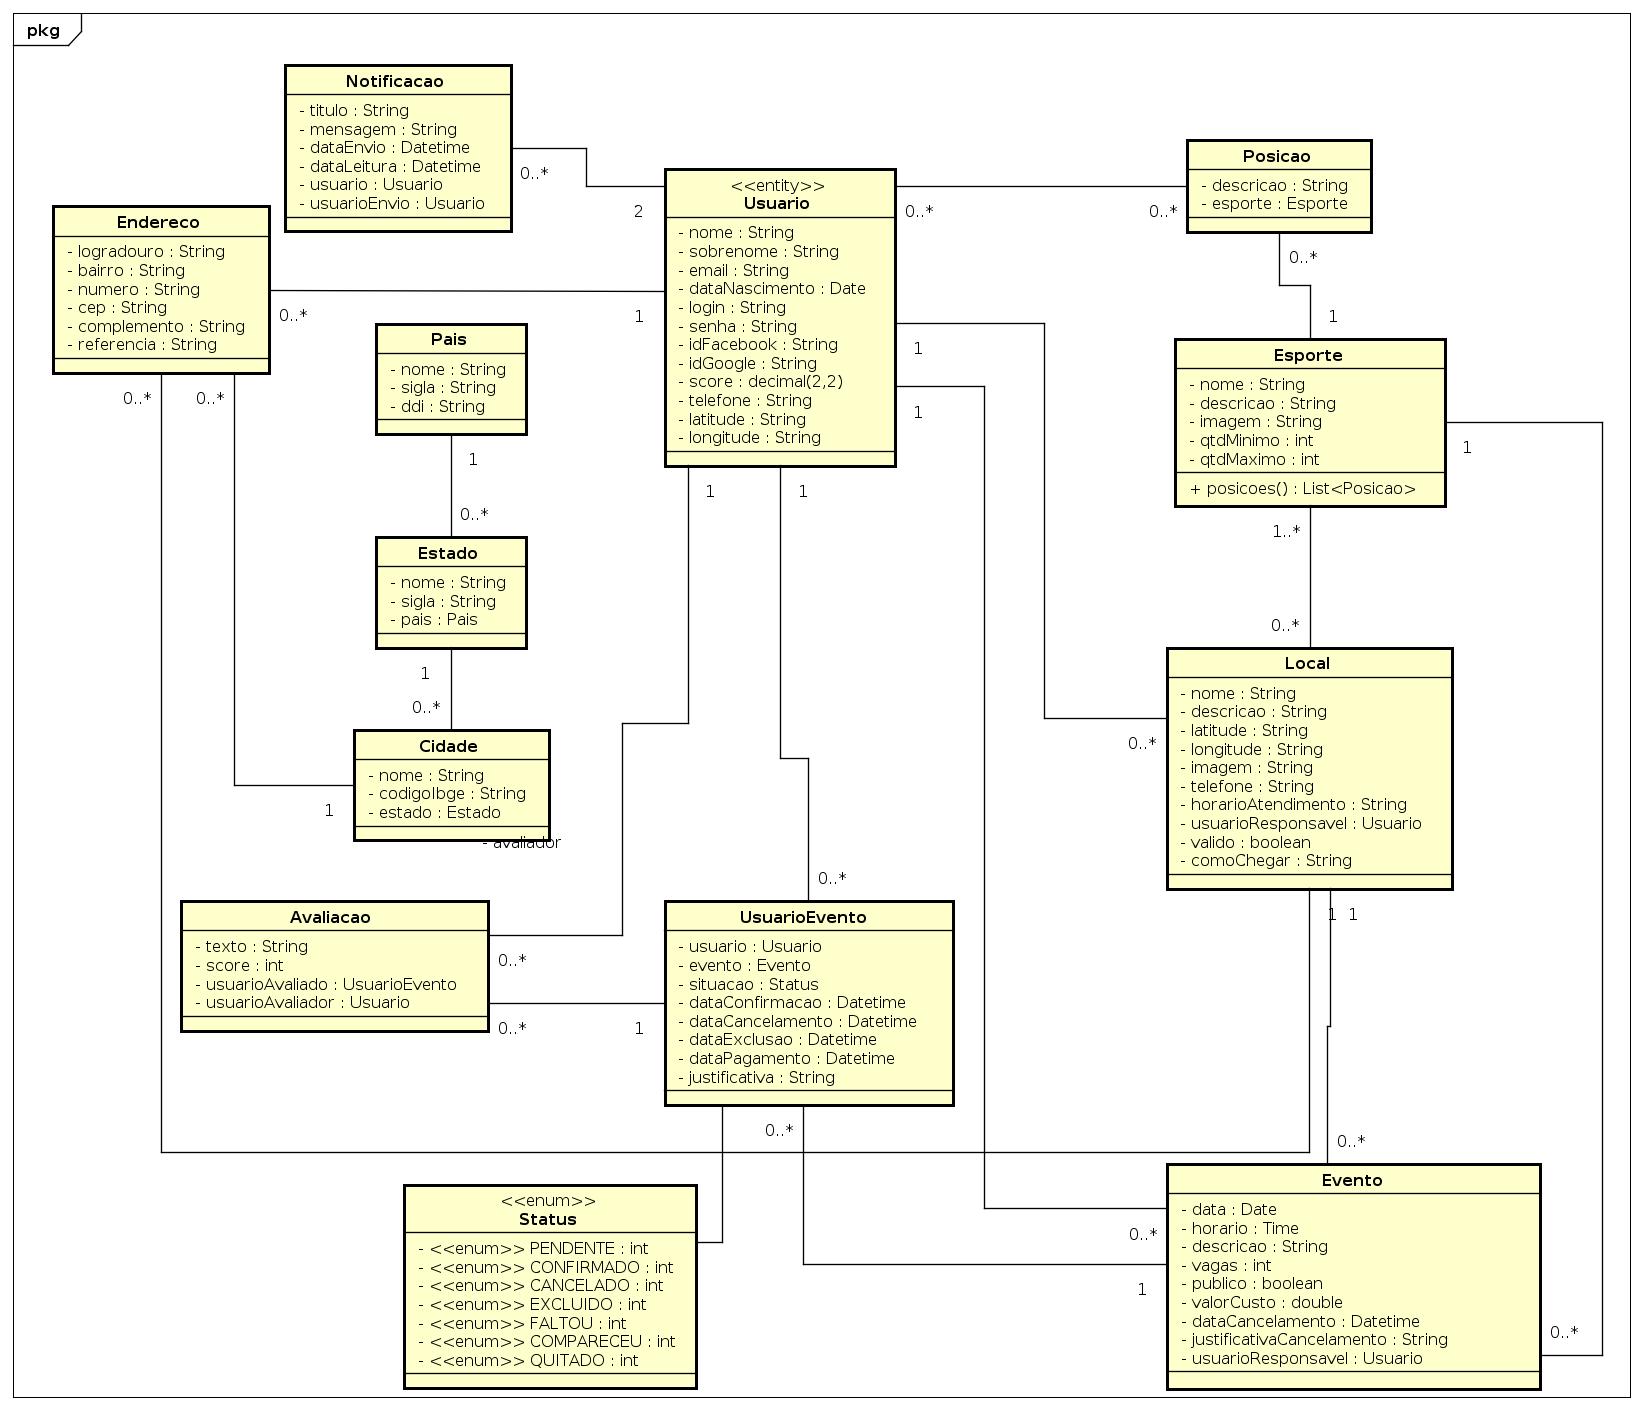 pkg
Notificacao
- titulo : String
- mensagem : String
- dataEnvio : Datetime
- dataLeitura : Datetime
- usuario : Usuario
- usuarioEnvio : Usuario
0..*
2
<<entity>>
Usuario
- nome : String
- sobrenome : String
- email : String
- dataNascimento : Date
- login : String
- senha : String
- idFacebook : String
- idGoogle : String
- score : decimal(2,2)
- telefone : String
- latitude : String
- longitude : String
0..*
0..*
Posicao
- descricao : String
- esporte : Esporte
0..*
1
Endereco
- logradouro : String
- bairro : String
- numero : String
- cep : String
- complemento : String
- referencia : String
0..*
1
0..*
0..*
Pais
- nome : String
- sigla : String
- ddi : String
1
0..*
1
1
1
1
Esporte
- nome : String
- descricao : String
- imagem : String
- qtdMinimo : int
- qtdMaximo : int
+ posicoes() : List<Posicao>
1
1..*
0..*
Estado
- nome : String
- sigla : String
- pais : Pais
1
0..*
Cidade
- nome : String
- codigoIbge : String
- estado : Estado
1
- avaliador
Local
- nome : String
- descricao : String
- latitude : String
- longitude : String
- imagem : String
- telefone : String
- horarioAtendimento : String
- usuarioResponsavel : Usuario
- valido : boolean
- comoChegar : String
0..*
1
1
0..*
Avaliacao
- texto : String
- score : int
- usuarioAvaliado : UsuarioEvento
- usuarioAvaliador : Usuario
0..*
0..*
1
0..*
UsuarioEvento
- usuario : Usuario
- evento : Evento
- situacao : Status
- dataConfirmacao : Datetime
- dataCancelamento : Datetime
- dataExclusao : Datetime
- dataPagamento : Datetime
- justificativa : String
0..*
<<enum>>
Status
- <<enum>> PENDENTE : int
- <<enum>> CONFIRMADO : int
- <<enum>> CANCELADO : int
- <<enum>> EXCLUIDO : int
- <<enum>> FALTOU : int
- <<enum>> COMPARECEU : int
- <<enum>> QUITADO : int
0..*
1
Evento
- data : Date
- horario : Time
- descricao : String
- vagas : int
- publico : boolean
- valorCusto : double
- dataCancelamento : Datetime
- justificativaCancelamento : String
- usuarioResponsavel : Usuario
0..*